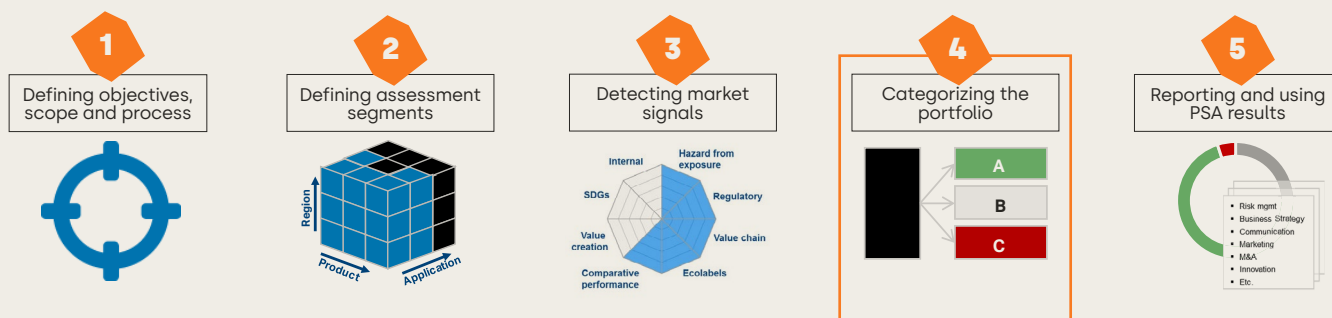 1
Defining objectives,
scope and process
2
Defining assessment
segments
Region
Product
Application
3
Detecting market
signals
Internal
Hazard from
exposure
SDGs
Regulatory
Value
creation
Value chain
Comparative
performance
Ecolabels
4
Categorizing the
portfolio
A
B
C
5
Reporting and using
PSA results
▪ Risk mgmt
▪ Business Strategy
▪ Communication
▪ Marketing
▪ M&A
▪ Innovation
▪ Etc.